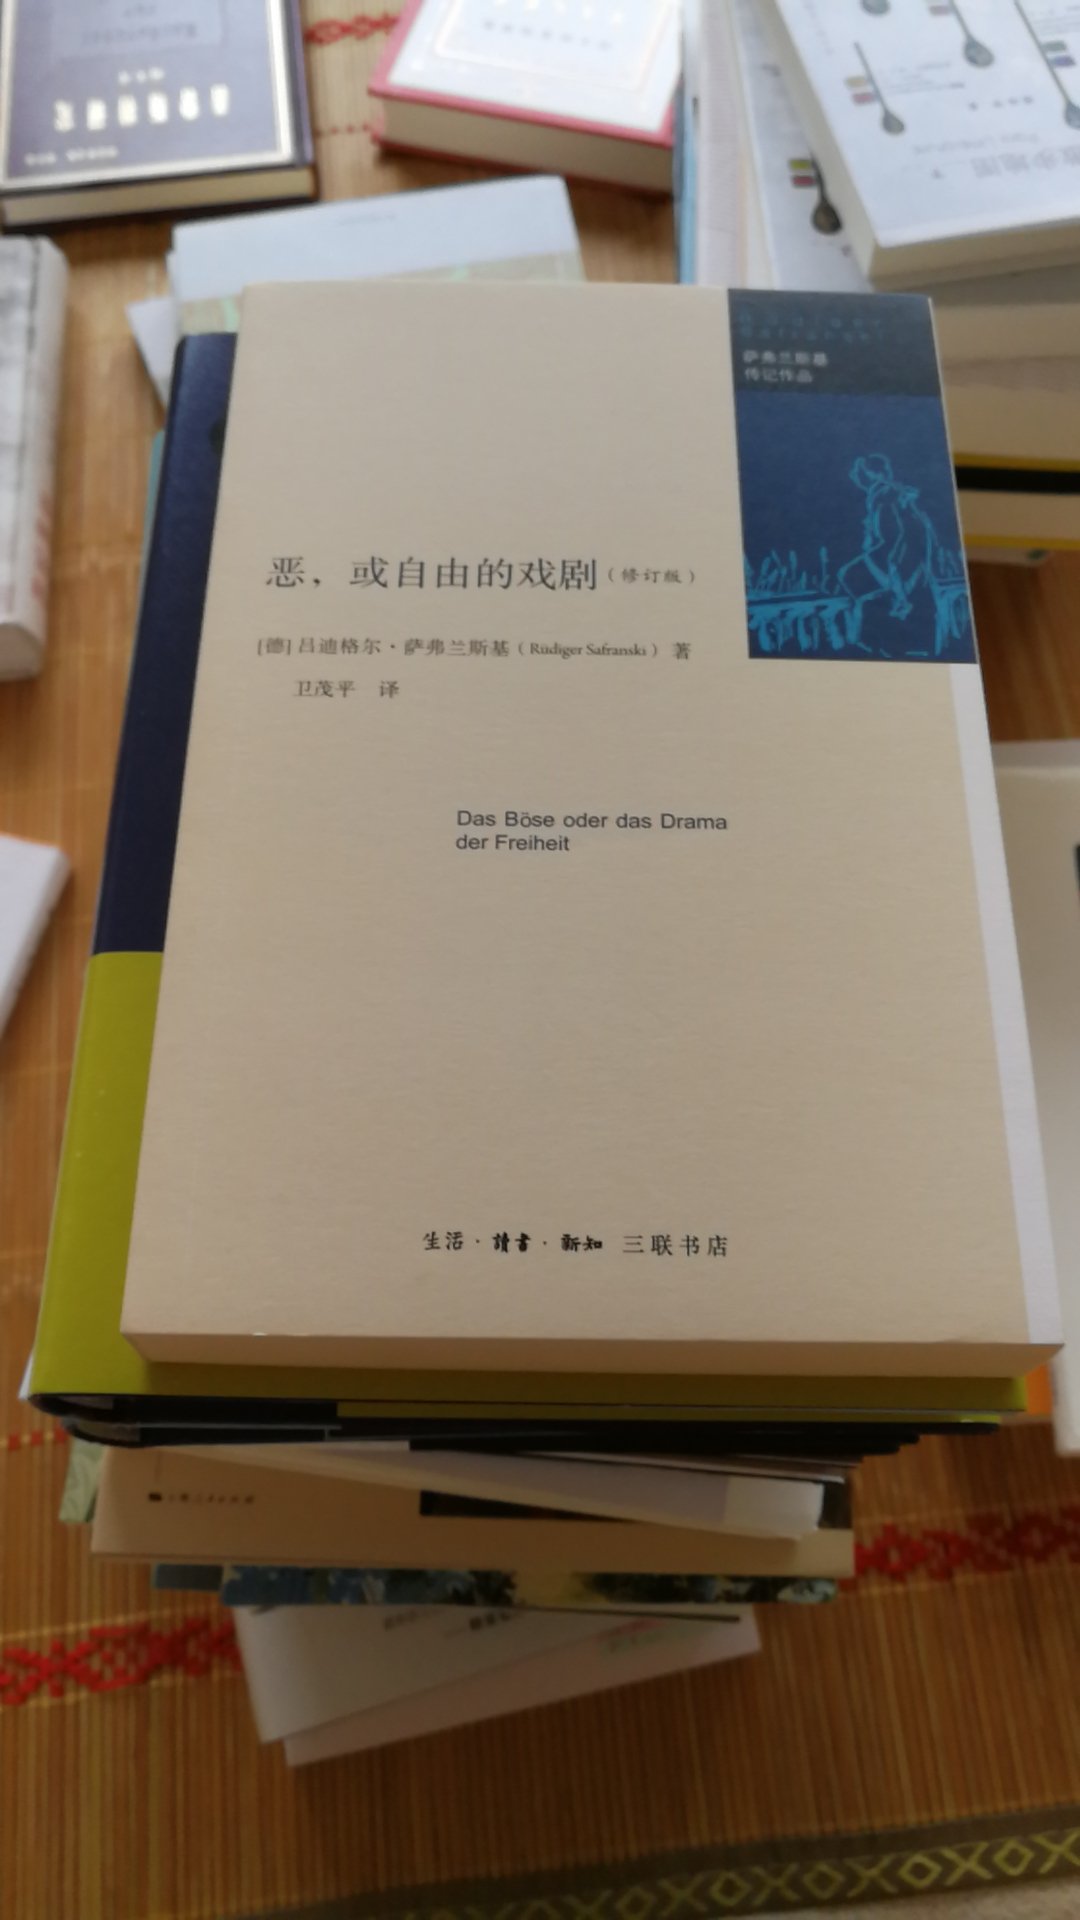 萨弗兰斯基
传记作品
恶，或自由的戏剧（修订版）
[德] 吕迪格尔·萨弗兰斯基（Rüdiger Safranski）著
卫茂平 译
Das Böse oder das Drama
der Freiheit
生活·讀書·新知 三联书店